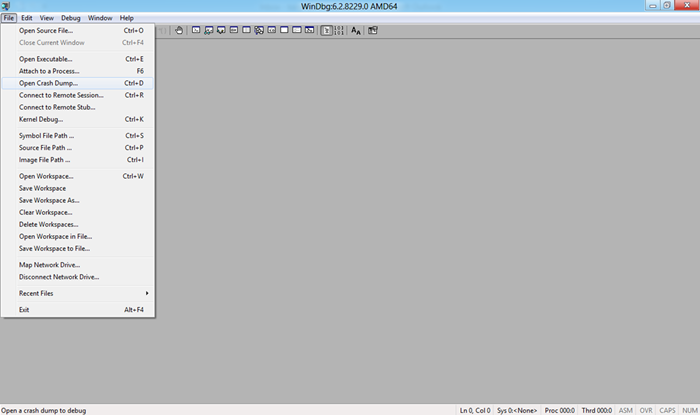 WinDbg:6.2.8229.0 AMD64
File Edit View Debug Window Help
Open Source File... Ctrl+O
Close Current Window Ctrl+F4
Open Executable... Ctrl+E
Attach to a Process... F6
Open Crash Dump... Ctrl+D
Connect to Remote Session... Ctrl+R
Connect to Remote Stub...
Kernel Debug... Ctrl+K
Symbol File Path ... Ctrl+S
Source File Path ... Ctrl+P
Image File Path ... Ctrl+I
Open Workspace... Ctrl+W
Save Workspace
Save Workspace As...
Clear Workspace...
Delete Workspaces...
Open Workspace in File...
Save Workspace to File...
Map Network Drive...
Disconnect Network Drive...
Recent Files
Exit Alt+F4
Open a crash dump to debug Ln 0, Col 0 Sys 0:<None> Proc 000:0 Thrd 000:0 ASM OVR CAPS NUM